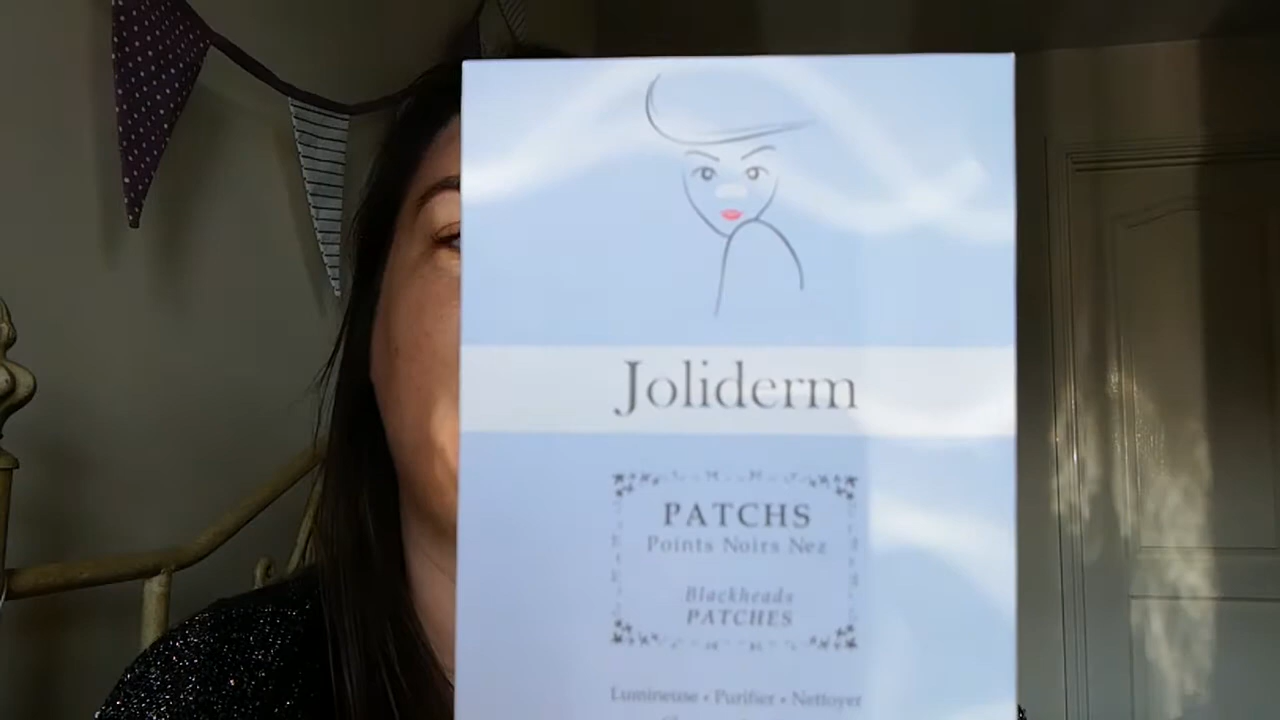 Joliderm
PATCHS
Points Noirs Nez
Blackheads
PATCHES
Lumineuse • Purifier • Nettoyer